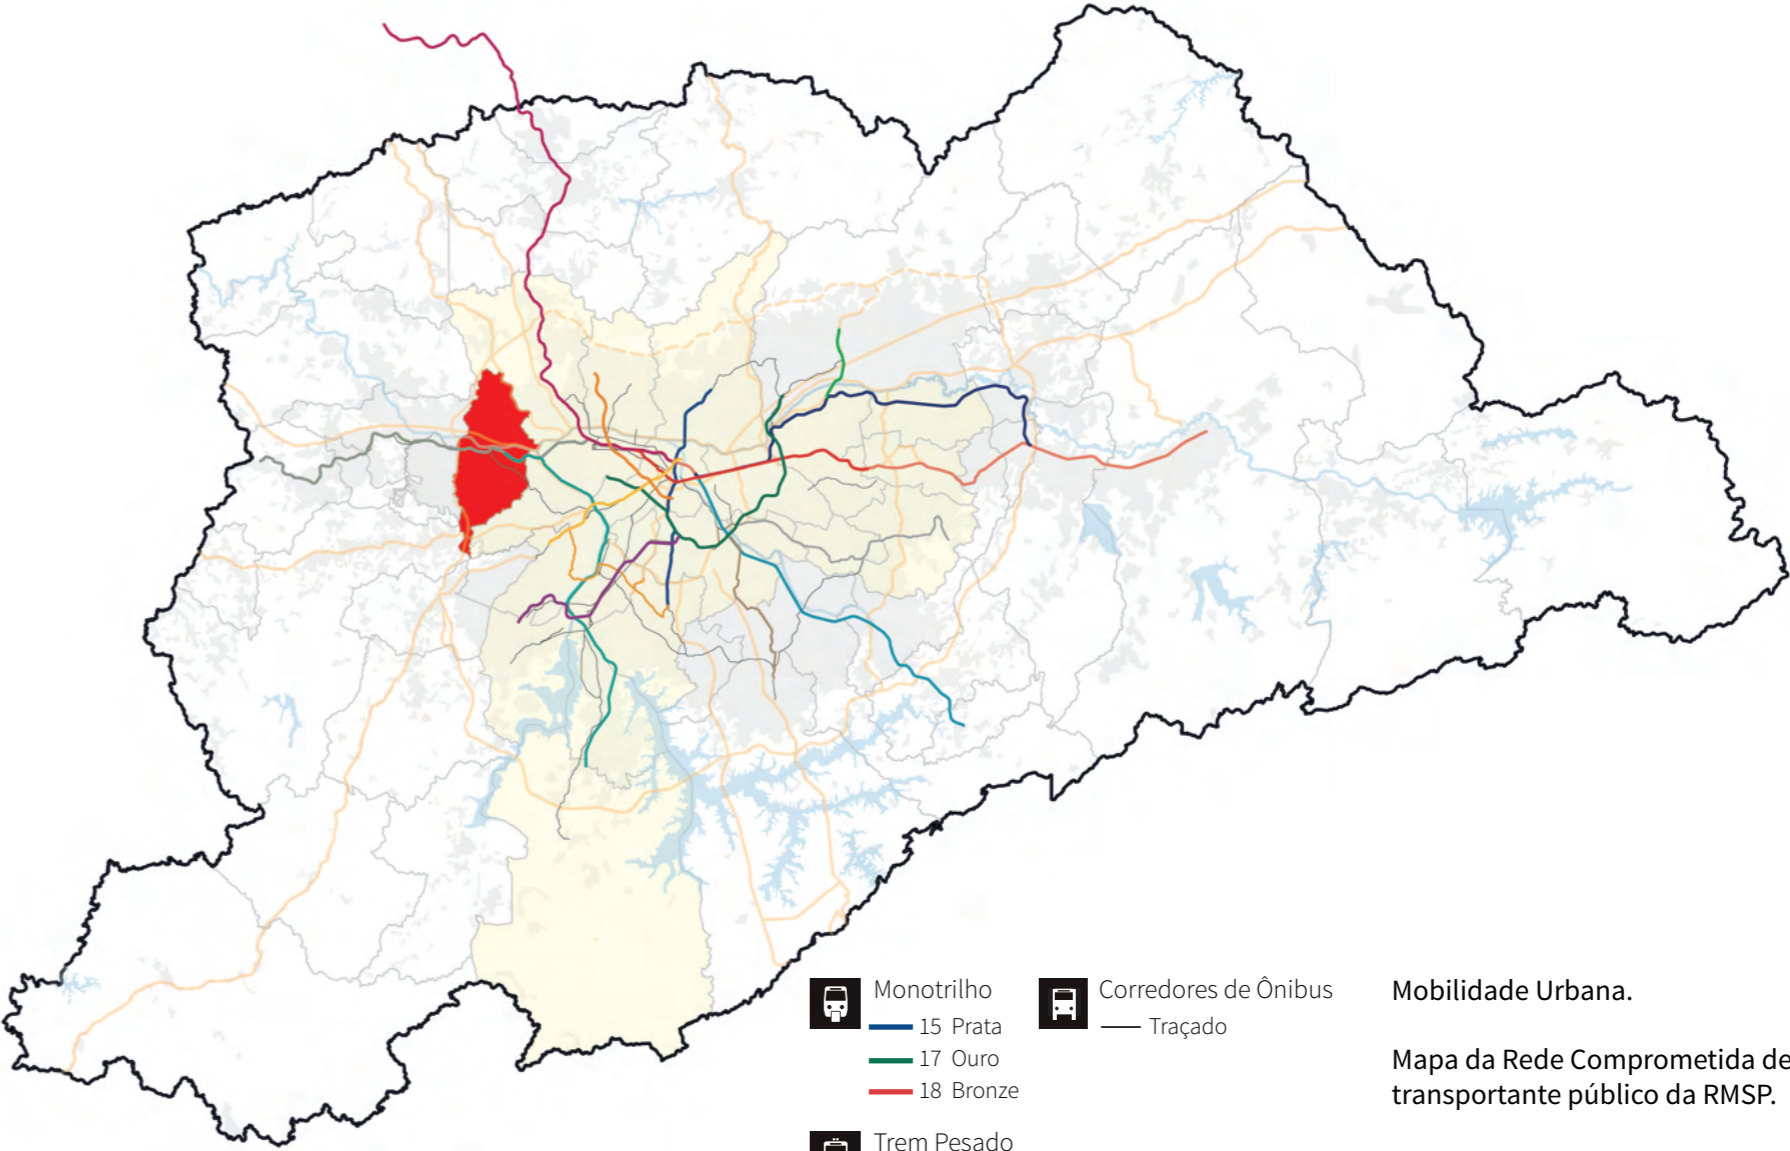 Monotrilho
15 Prata
17 Ouro
18 Bronze
Trem Pesado
Corredores de Ônibus
Traçado
Mobilidade Urbana.
Mapa da Rede Comprometida de
transportante público da RMSP.